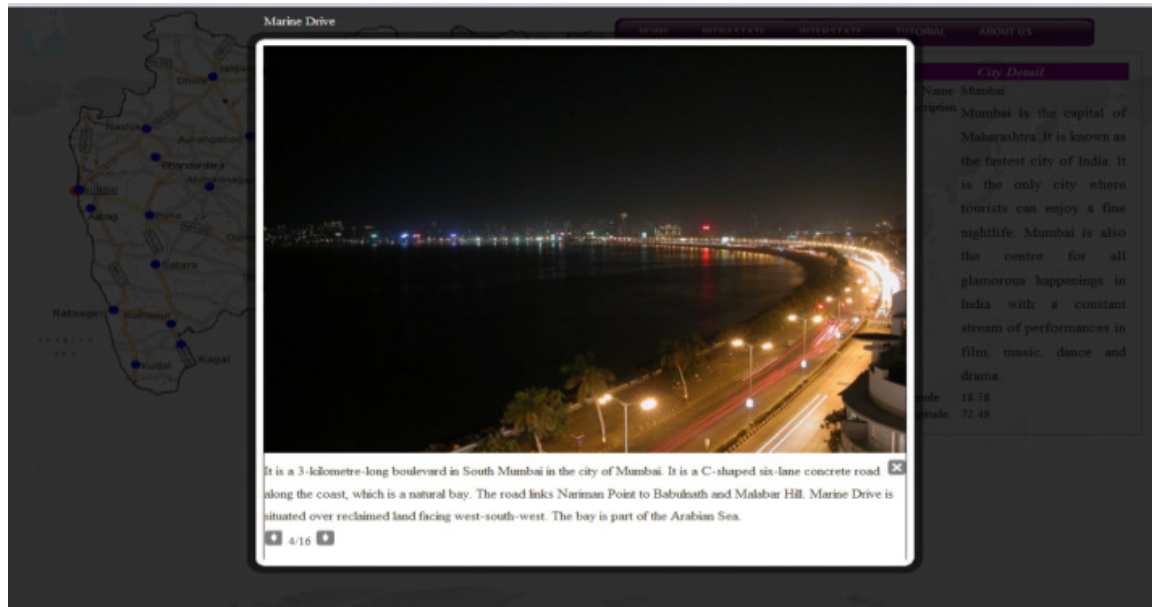 Marine Drive
HOME INTRASTATE INTERSTATE TUTORIAL ABOUT US
City Detail
Name Mumbai
cription Mumbai is the capital of
Maharashtra. It is known as
the fastest city of India. It
is the only city where
tourists can enjoy a fine
nightlife. Mumbai is also
the centre for all
glamorous happenings in
India with a constant
stream of performances in
film, music, dance and
drama.
18.58
72.49
Dhule
Nashik
Aurangabad
Bhandardara
Ahmadnagar
Pune
Satara
Ratnagiri
Kolhapur
Kagal
Kudal
It is a 3-kilometre-long boulevard in South Mumbai in the city of Mumbai. It is a C-shaped six-lane concrete road
along the coast, which is a natural bay. The road links Nariman Point to Babulnath and Malabar Hill. Marine Drive is
situated over reclaimed land facing west-south-west. The bay is part of the Arabian Sea.
4/16